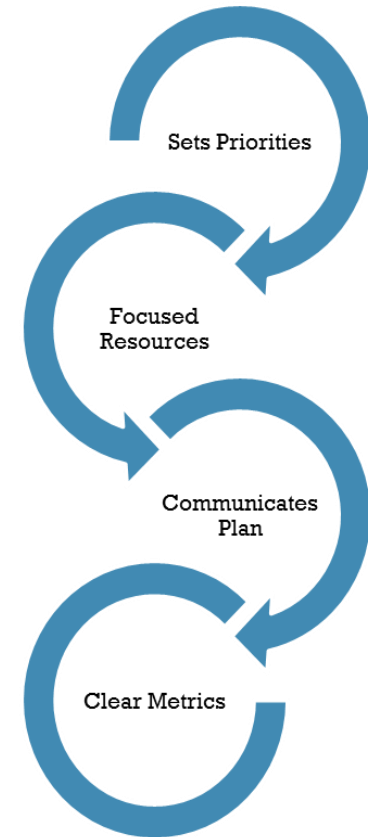 Sets Priorities
Focused
Resources
Communicates
Plan
Clear Metrics